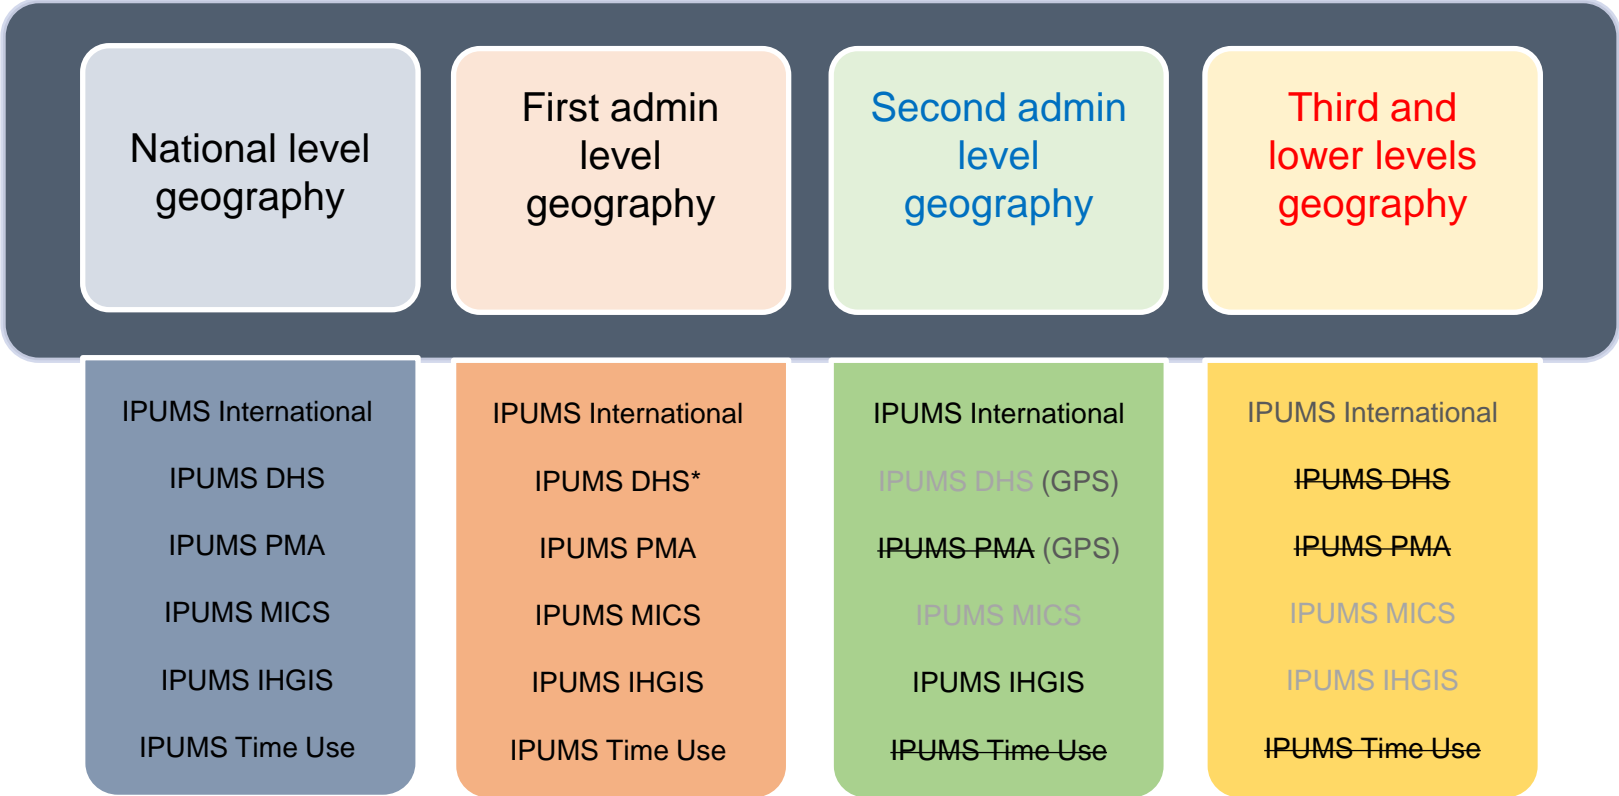 National level
geography
First admin
level
geography
Second admin
level
geography
Third and
lower levels
geography
IPUMS International
IPUMS DHS
IPUMS PMA
IPUMS MICS
IPUMS IHGIS
IPUMS Time Use
IPUMS International
IPUMS DHS*
IPUMS PMA
IPUMS MICS
IPUMS IHGIS
IPUMS Time Use
IPUMS International
IPUMS DHS (GPS)
IPUMS PMA (GPS)
IPUMS MICS
IPUMS IHGIS
IPUMS Time Use
IPUMS International
IPUMS DHS
IPUMS PMA
IPUMS MICS
IPUMS IHGIS
IPUMS Time Use